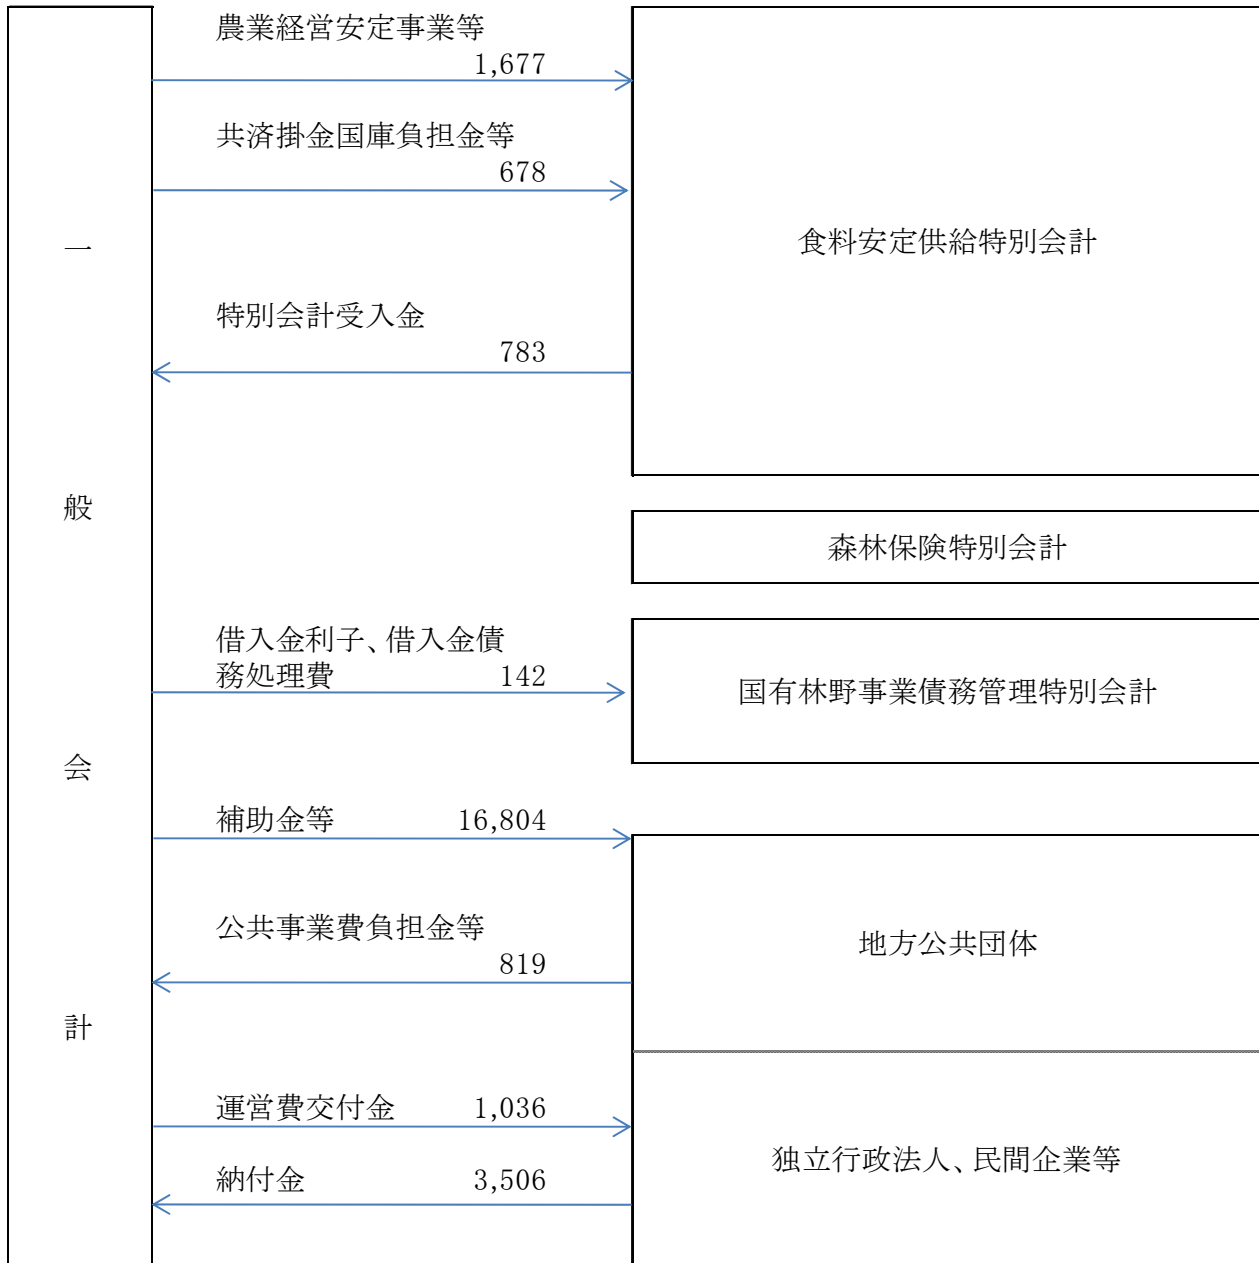 農業経営安定事業等
1,677
共済掛金国庫負担金等
678
食料安定供給特別会計
特別会計受入金
783
森林保険特別会計
借入金利子、借入金債
務処理費 142
国有林野事業債務管理特別会計
補助金等 16,804
公共事業費負担金等
819
地方公共団体
運営費交付金 1,036
納付金 3,506
独立行政法人、民間企業等
一般会計